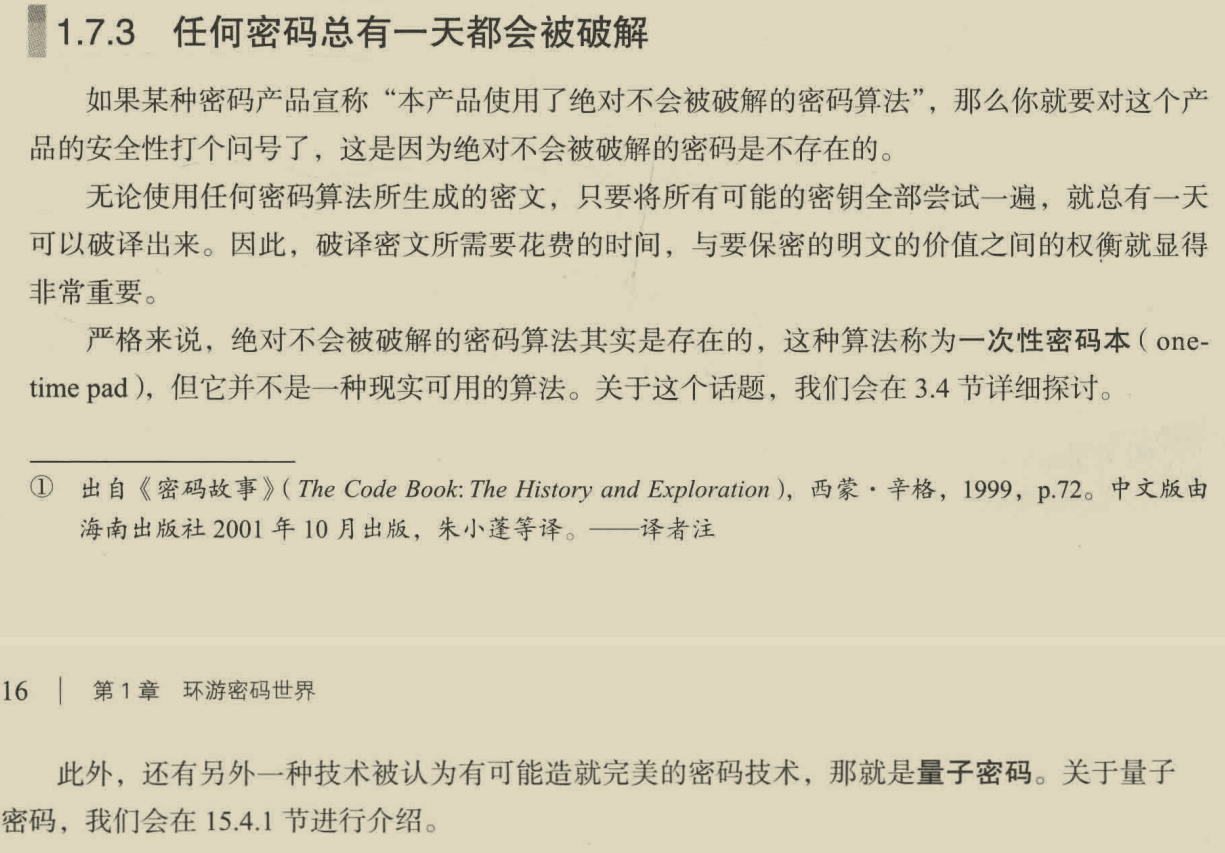 1.7.3 任何密码总有一天都会被破解
如果某种密码产品宣称“本产品使用了绝对不会被破解的密码算法”，那么你就要对这个产
品的安全性打个问号了，这是因为绝对不会被破解的密码是不存在的。
无论使用任何密码算法所生成的密文，只要将所有可能的密钥全部尝试一遍，就总有一天
可以破译出来。因此，破译密文所需要花费的时间，与要保密的明文的价值之间的权衡就显得
非常重要。
严格来说，绝对不会被破解的密码算法其实是存在的，这种算法称为一次性密码本（one-
time pad），但它并不是一种现实可用的算法。关于这个话题，我们会在 3.4 节详细探讨。
① 出自《密码故事》（The Code Book: The History and Exploration），西蒙·辛格，1999，p.72。中文版由
海南出版社 2001 年 10 月出版，朱小蓬等译。——译者注
16 | 第 1 章 环游密码世界
此外，还有另外一种技术被认为有可能造就完美的密码技术，那就是量子密码。关于量子
密码，我们会在 15.4.1 节进行介绍。